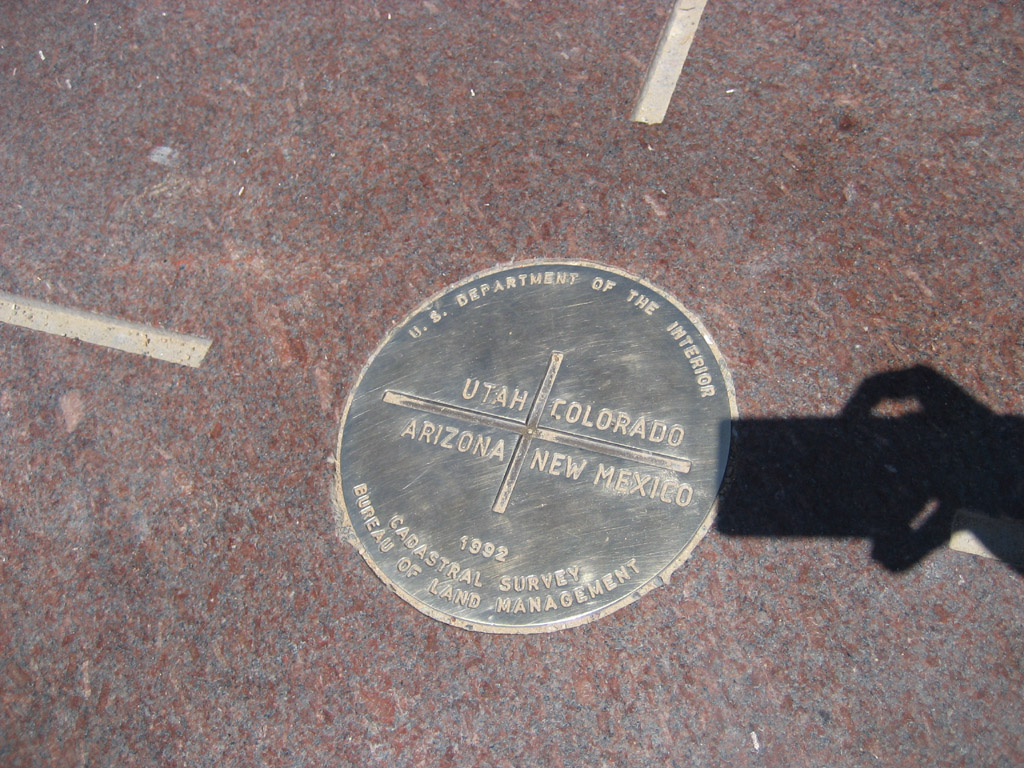 U. S. DEPARTMENT OF THE INTERIOR
UTAH COLORADO
ARIZONA NEW MEXICO
1992
CADASTRAL SURVEY
BUREAU OF LAND MANAGEMENT